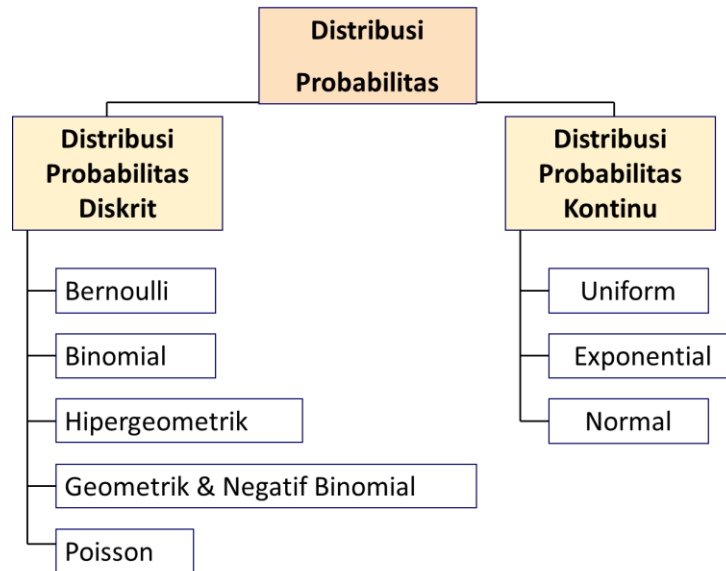 Distribusi
Probabilitas
Distribusi
Probabilitas
Diskrit
Bernoulli
Binomial
Hipergeometrik
Geometrik & Negatif Binomial
Poisson
Distribusi
Probabilitas
Kontinu
Uniform
Exponential
Normal